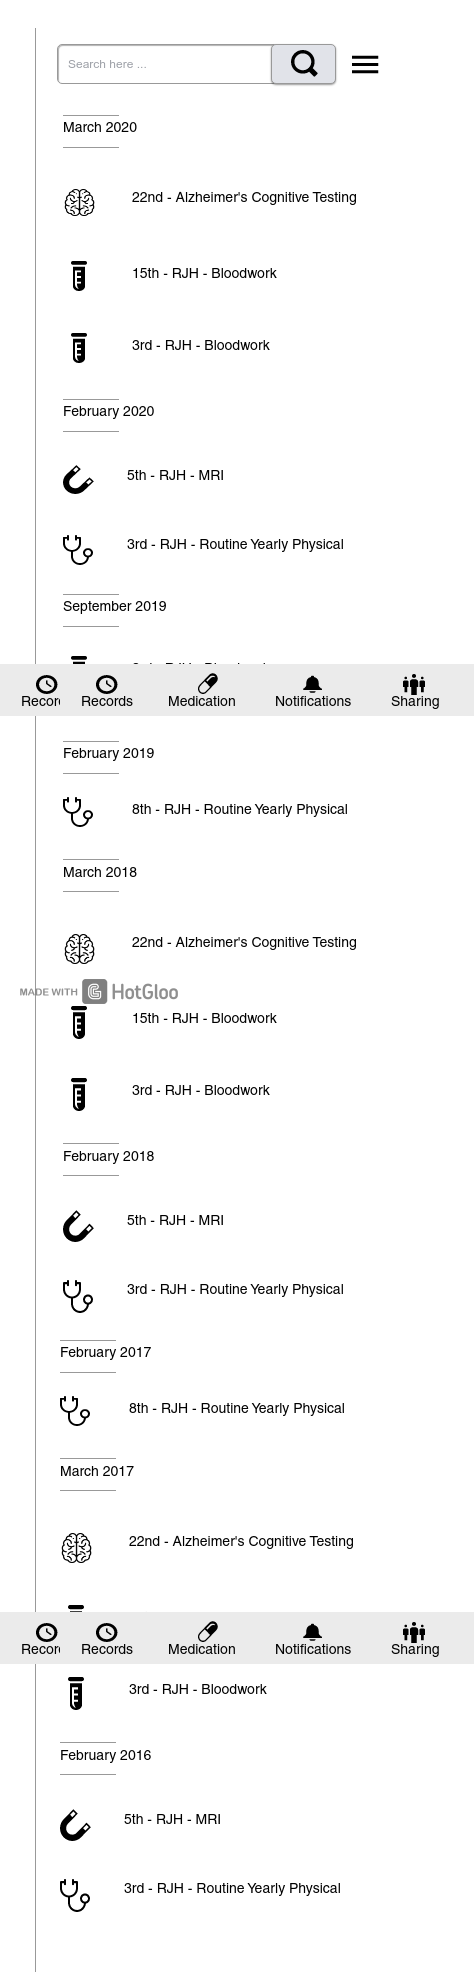 Search here ...
March 2020
22nd - Alzheimer's Cognitive Testing
15th - RJH - Bloodwork
3rd - RJH - Bloodwork
February 2020
5th - RJH - MRI
3rd - RJH - Routine Yearly Physical
September 2019
Records Medication Notifications Sharing
February 2019
8th - RJH - Routine Yearly Physical
March 2018
22nd - Alzheimer's Cognitive Testing
MADE WITH HotGloo
15th - RJH - Bloodwork
3rd - RJH - Bloodwork
February 2018
5th - RJH - MRI
3rd - RJH - Routine Yearly Physical
February 2017
8th - RJH - Routine Yearly Physical
March 2017
22nd - Alzheimer's Cognitive Testing
Records Medication Notifications Sharing
3rd - RJH - Bloodwork
February 2016
5th - RJH - MRI
3rd - RJH - Routine Yearly Physical